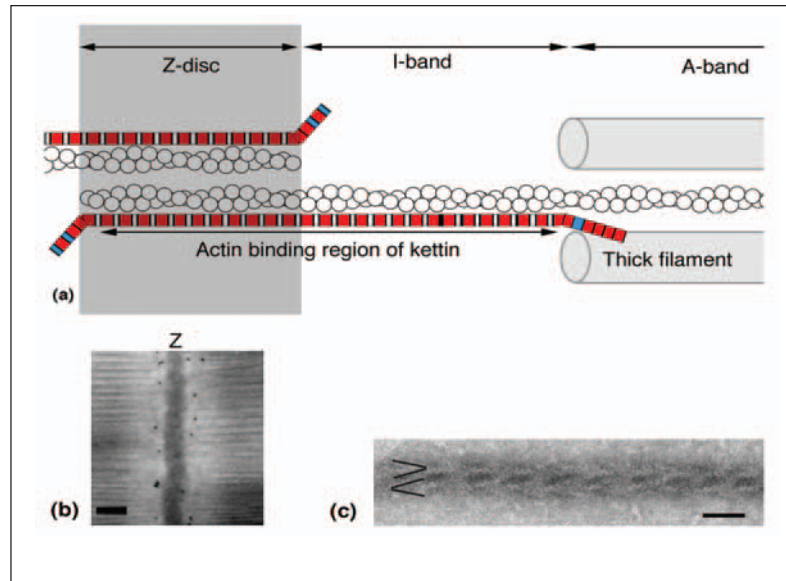 Z-disc
I-band
A-band
Actin binding region of kettin
Thick filament
(a)
Z
(b)
(c)